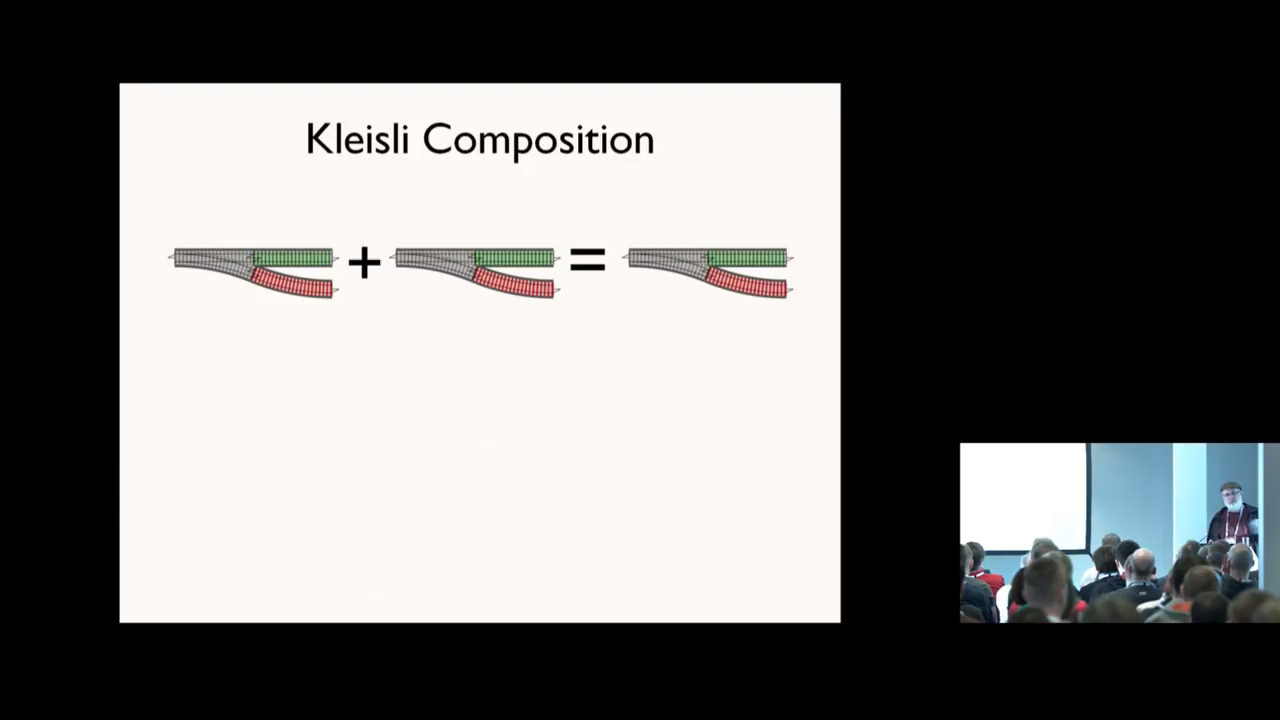 Kleisli Composition
+ =